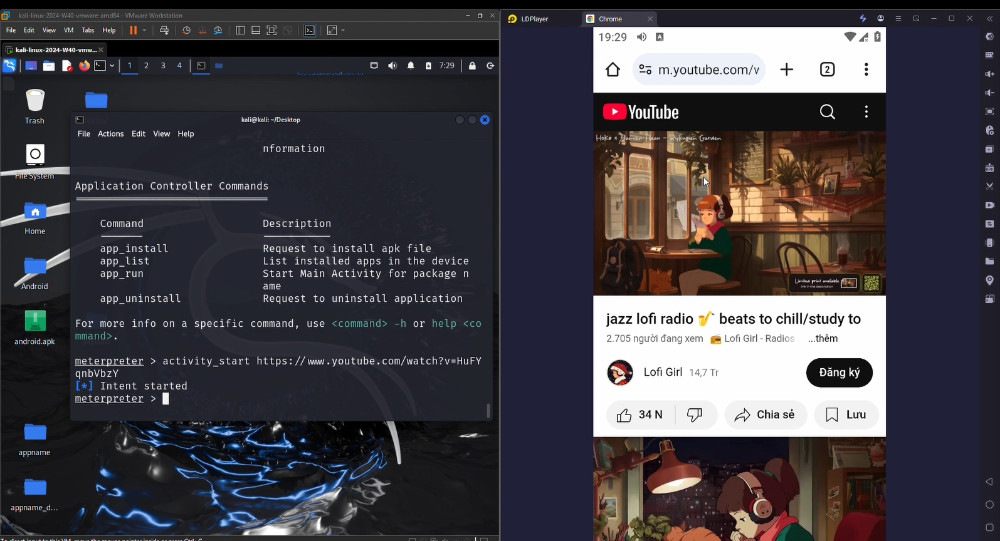 kali-linux-2024-W40-vmware-amd64 - VMware Workstation
File Edit View VM Tabs Help
kali-linux-2024-W40-vmw...
1 2 3 4 7:29
Trash
File System
Home
Android
android.apk
appname
appname_d...
kali@kali: ~/Desktop
File Actions Edit View Help
nformation
Application Controller Commands
Command Description
app_install Request to install apk file
app_list List installed apps in the device
app_run Start Main Activity for package n
ame
app_uninstall Request to uninstall application
For more info on a specific command, use <command> -h or help <co
mmand>.
meterpreter > activity_start https://www.youtube.com/watch?v=HuFY
qnbVbzY
[*] Intent started
meterpreter >
LDPlayer Chrome
19:29 A
m.youtube.com/w 2
YouTube
Limited print available
link in the description
jazz lofi radio 🎷 beats to chill/study to
2.705 người đang xem 📻 Lofi Girl - Radios ...thêm
Lofi Girl 14,7 Tr Đăng ký
34 N Chia sẻ Lưu